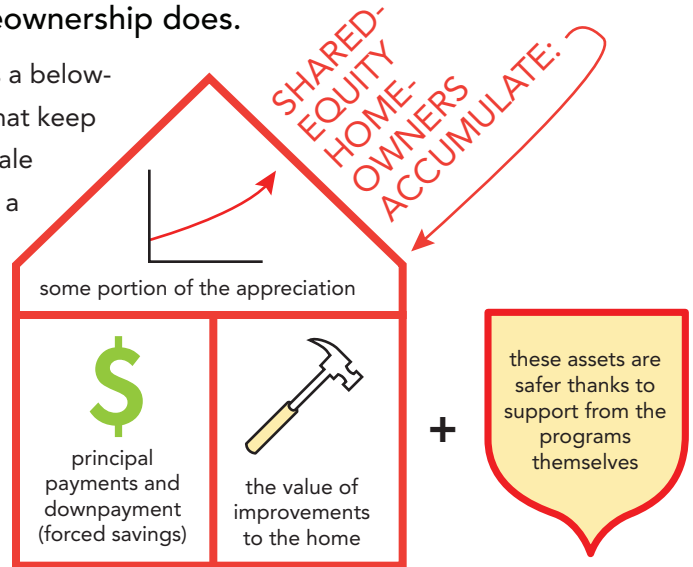 eownership does.
s a below-
hat keep
ale
a
SHARED-
EQUITY
HOME-
OWNERS
ACCUMULATE:
some portion of the appreciation
$
principal
payments and
downpayment
(forced savings)
the value of
improvements
to the home
+
these assets are
safer thanks to
support from the
programs
themselves